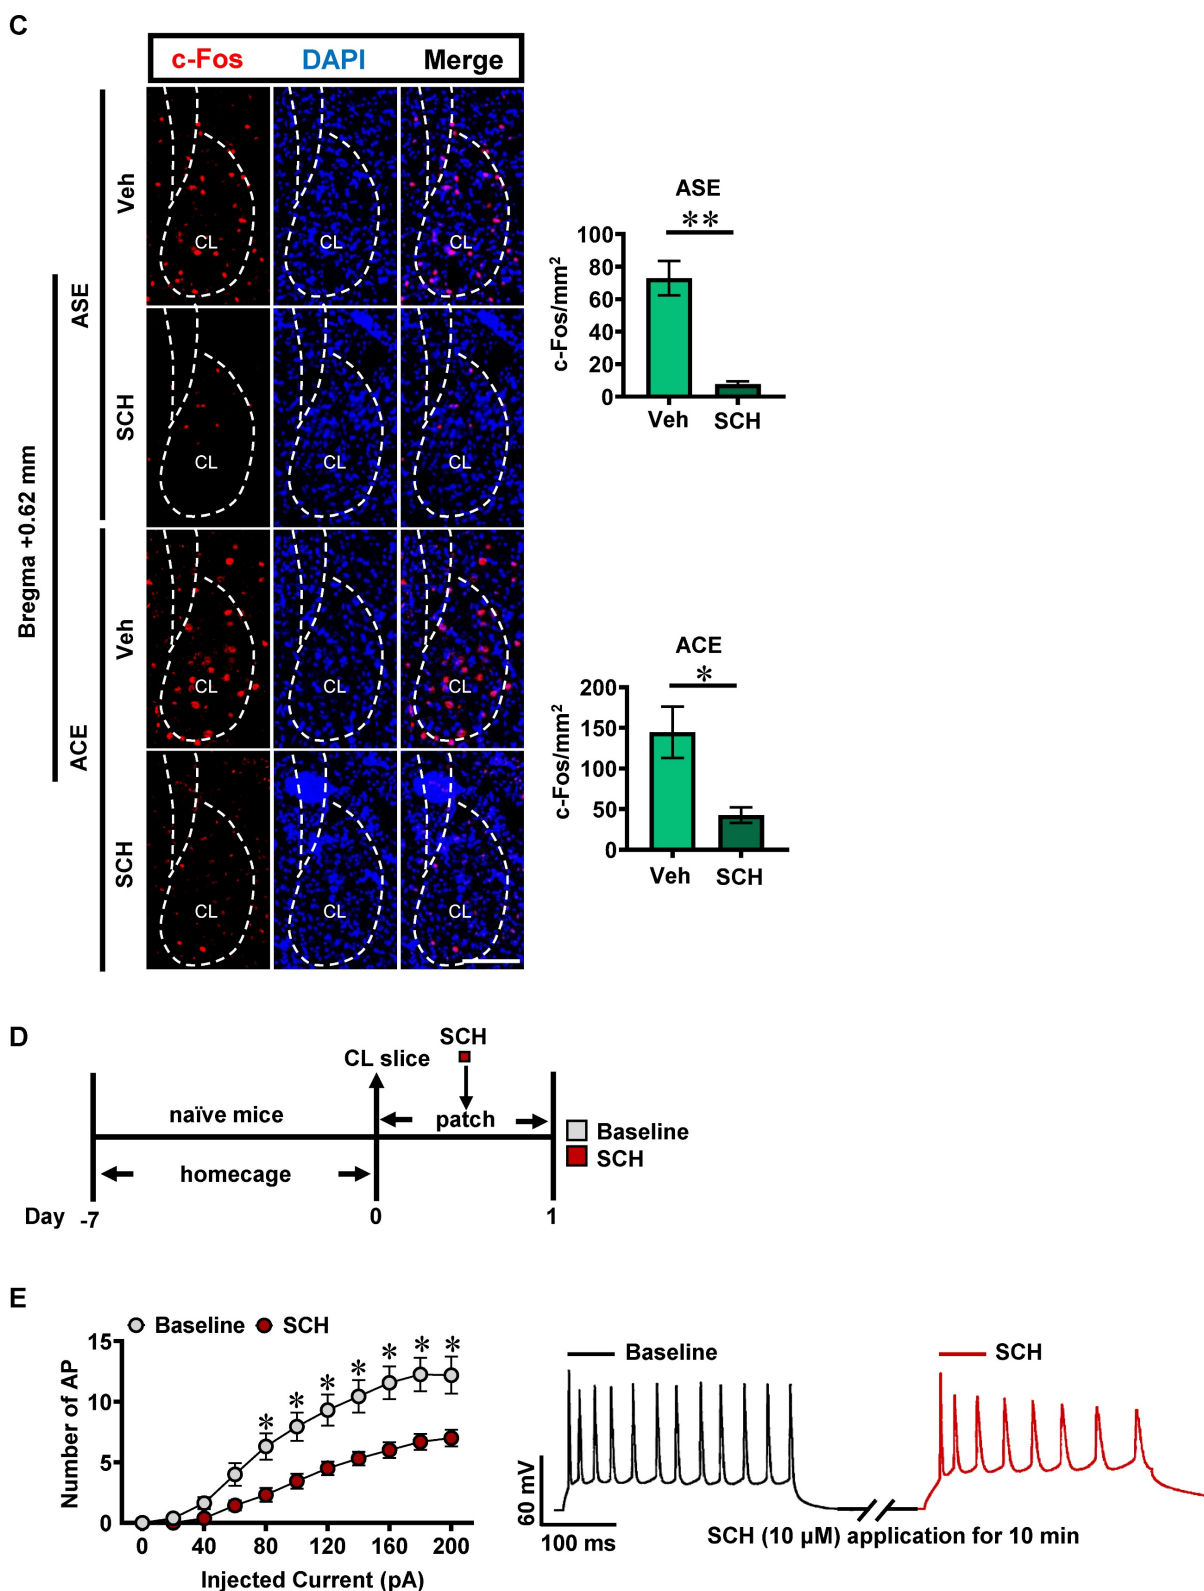 C
c-Fos DAPI Merge
Bregma +0.62 mm
ASE
Veh
CL CL CL
SCH
CL CL CL
ACE
Veh
CL CL CL
SCH
CL CL CL
ASE
**
c-Fos/mm²
100
80
60
40
20
0
Veh SCH
ACE
*
c-Fos/mm²
200
150
100
50
0
Veh SCH
D
SCH
CL slice
naïve mice
patch
homecage
Baseline
SCH
Day -7 0 1
E
Baseline SCH
Number of AP
15
10
5
0
* * * * * * *
0 40 80 120 160 200
Injected Current (pA)
Baseline
SCH
60 mV
100 ms
SCH (10 µM) application for 10 min